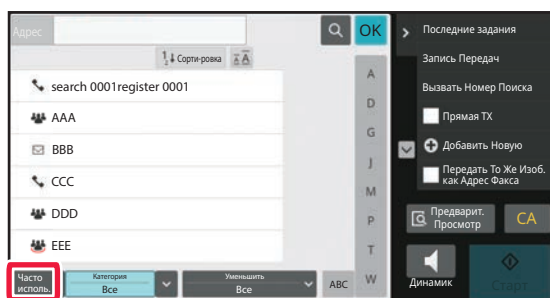 Адрес
OK
1↓ Сорти-ровка
search 0001register 0001
AAA
BBB
CCC
DDD
EEE
A
D
G
J
M
P
T
W
Часто
исполь.
Категория
Все
Уменьшить
Все
ABC
Последние задания
Запись Передач
Вызвать Номер Поиска
Прямая TX
Добавить Новую
Передать То Же Изоб.
как Адрес Факса
Предварит.
Просмотр
CA
Динамик
Старт